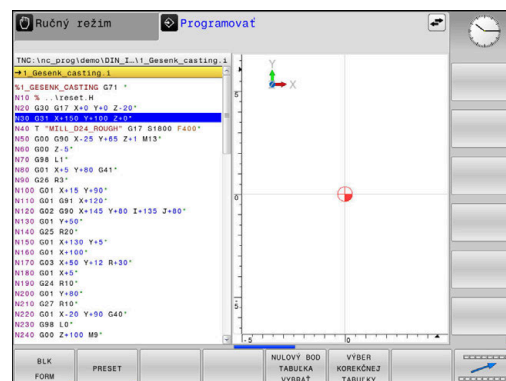 Ručný režim
Programovať
TNC:\nc_prog\demo\DIN_I…\1_Gesenk_casting.i
→1_Gesenk_casting.i
%1_GESENK_CASTING G71 *
N10 % ..\reset.H
N20 G30 G17 X+0 Y+0 Z-20*
N30 G31 X+150 Y+100 Z+0*
N40 T "MILL_D24_ROUGH" G17 S1800 F400*
N50 G00 G90 X-25 Y+65 Z+1 M13*
N60 G00 Z-5*
N70 G98 L1*
N80 G01 X+5 Y+80 G41*
N90 G26 R3*
N100 G01 X+15 Y+90*
N110 G01 G91 X+120*
N120 G02 G90 X+145 Y+80 I+135 J+80*
N130 G01 Y+50*
N140 G25 R20*
N150 G01 X+130 Y+5*
N160 G01 X+100*
N170 G03 X+50 Y+12 R+30*
N180 G01 X+5*
N190 G24 R10*
N200 G01 Y+80*
N210 G27 R10*
N220 G01 X-20 Y+90 G40*
N230 G98 L0*
N240 G00 Z+100 M9*
Y
X
5
0
-5
-5
0
BLK
FORM
PRESET
NULOVÝ BOD
TABUĽKA
VYBRAŤ
VÝBER
KOREKČNEJ
TABUĽKY